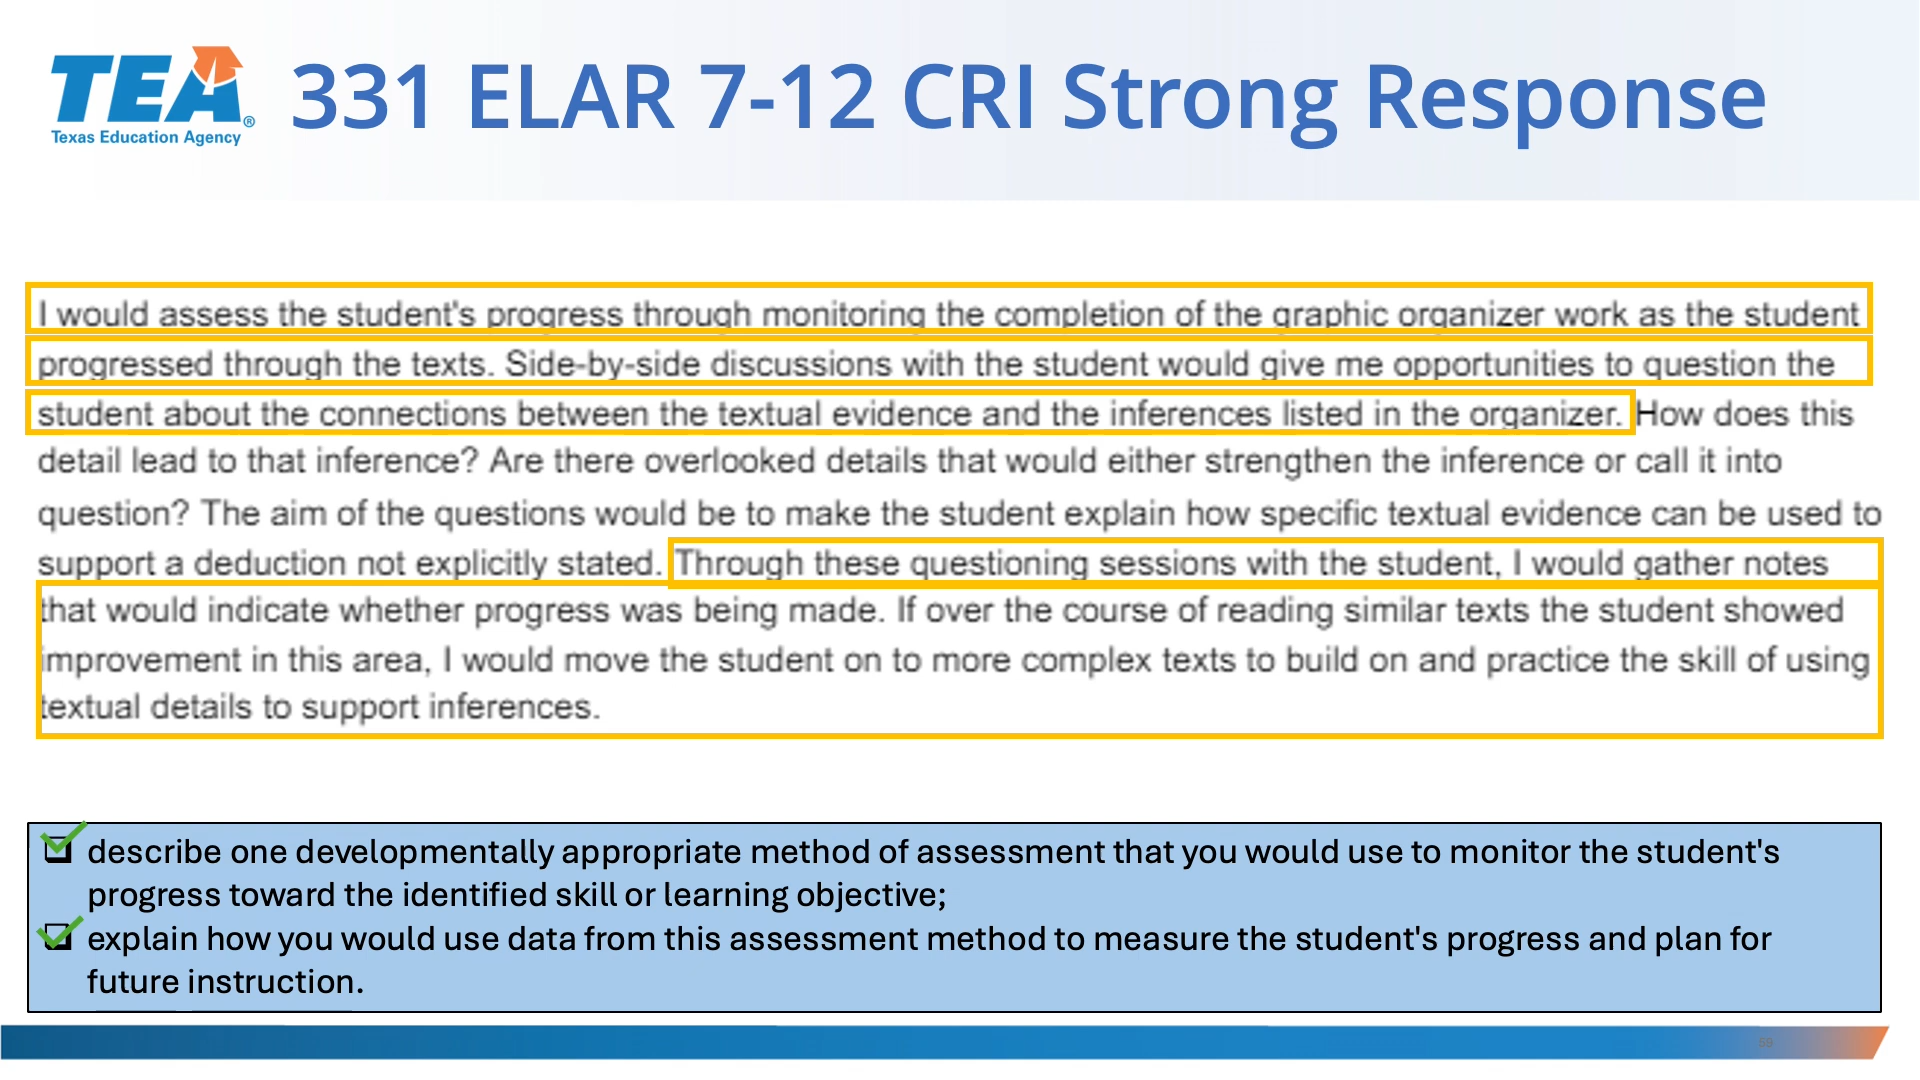 TEA®
Texas Education Agency
331 ELAR 7-12 CRI Strong Response
I would assess the student's progress through monitoring the completion of the graphic organizer work as the student
progressed through the texts. Side-by-side discussions with the student would give me opportunities to question the
student about the connections between the textual evidence and the inferences listed in the organizer. How does this
detail lead to that inference? Are there overlooked details that would either strengthen the inference or call it into
question? The aim of the questions would be to make the student explain how specific textual evidence can be used to
support a deduction not explicitly stated. Through these questioning sessions with the student, I would gather notes
that would indicate whether progress was being made. If over the course of reading similar texts the student showed
improvement in this area, I would move the student on to more complex texts to build on and practice the skill of using
textual details to support inferences.
describe one developmentally appropriate method of assessment that you would use to monitor the student's
progress toward the identified skill or learning objective;
explain how you would use data from this assessment method to measure the student's progress and plan for
future instruction.